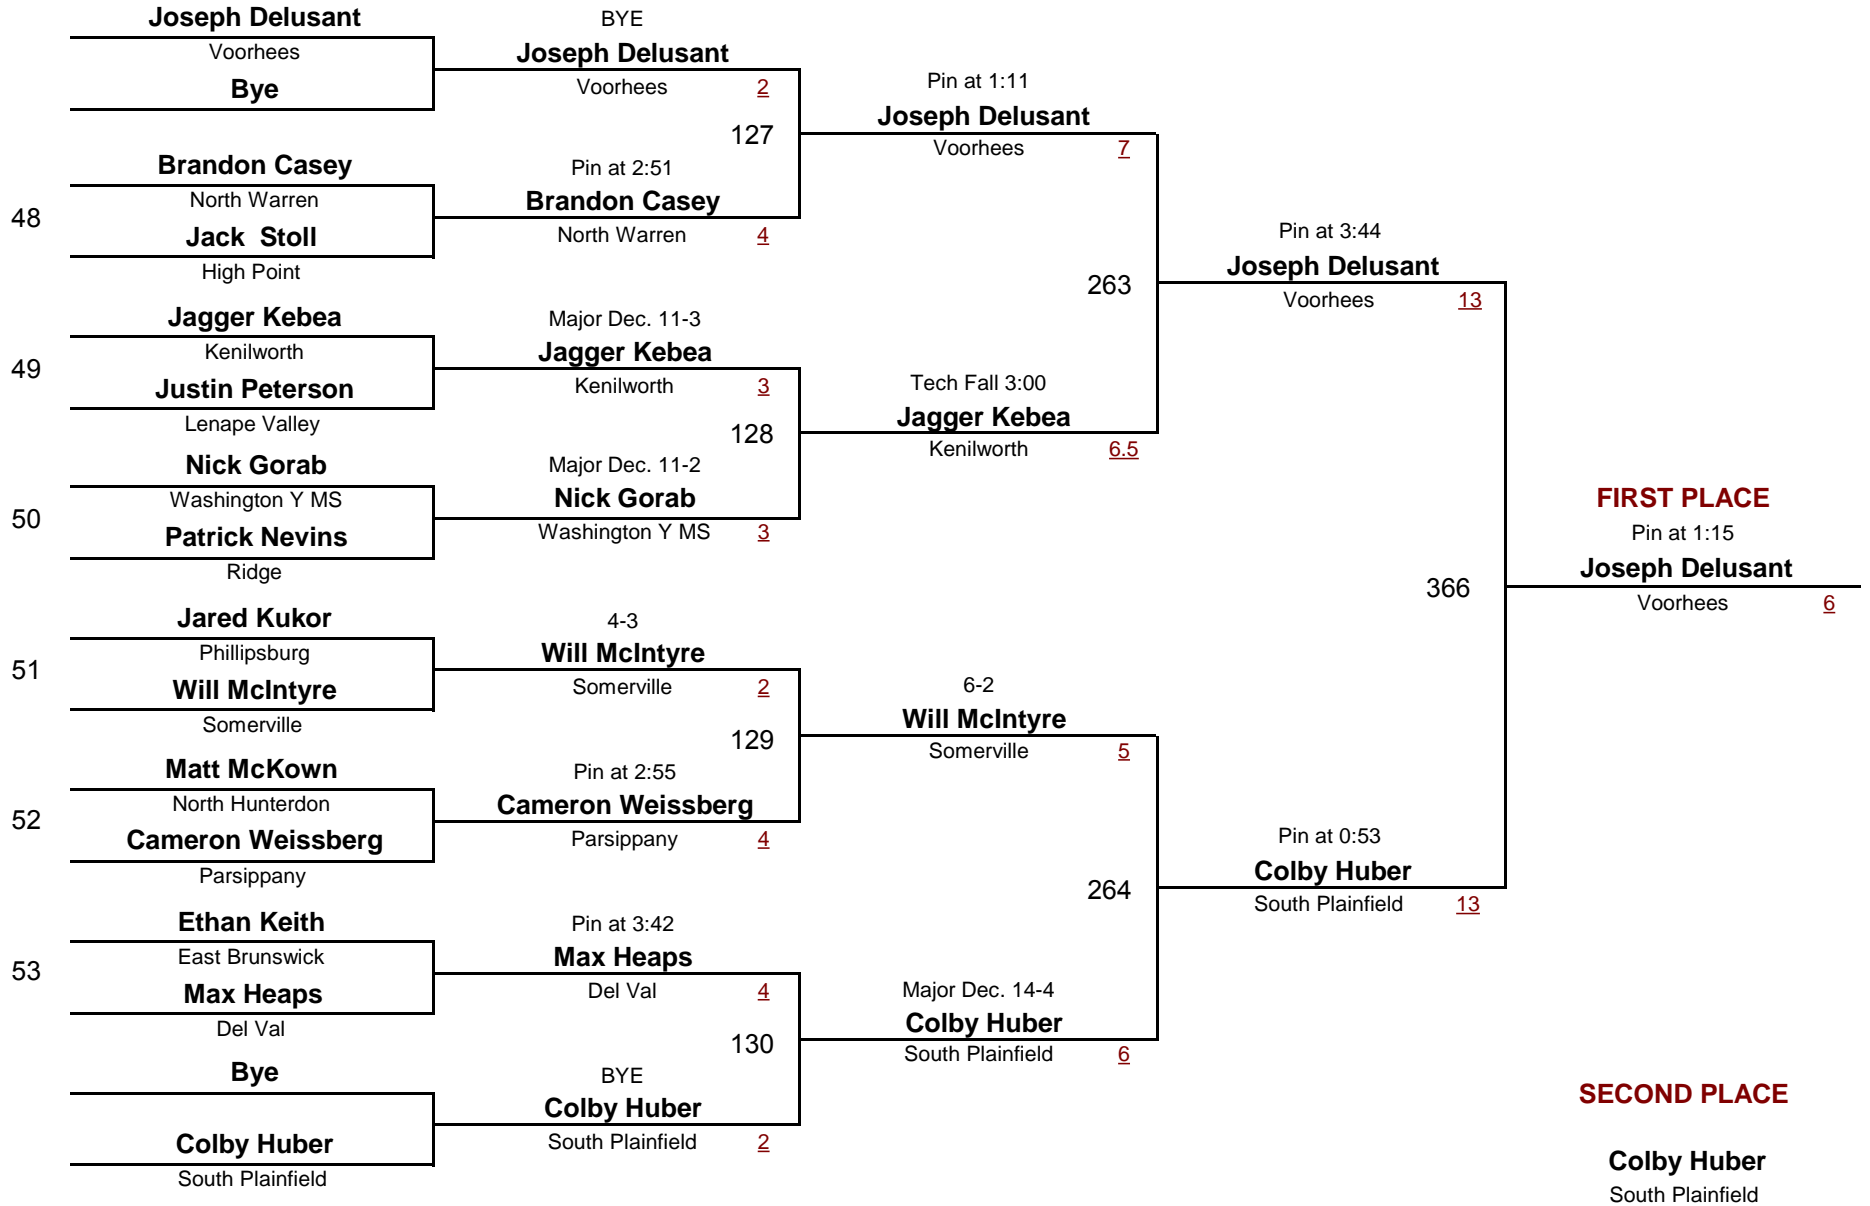 Joseph Delusant
Voorhees
Bye
48
Brandon Casey
North Warren
Jack  Stoll
High Point
49
Jagger Kebea
Kenilworth
Justin Peterson
Lenape Valley
50
Nick Gorab
Washington Y MS
Patrick Nevins
Ridge
51
Jared Kukor
Phillipsburg
Will McIntyre
Somerville
52
Matt McKown
North Hunterdon
Cameron Weissberg
Parsippany
53
Ethan Keith
East Brunswick
Max Heaps
Del Val
Bye
Colby Huber
South Plainfield
BYE
Joseph Delusant
Voorhees 2
127
Pin at 2:51
Brandon Casey
North Warren 4
Major Dec. 11-3
Jagger Kebea
Kenilworth 3
128
Major Dec. 11-2
Nick Gorab
Washington Y MS 3
4-3
Will McIntyre
Somerville 2
129
Pin at 2:55
Cameron Weissberg
Parsippany 4
Pin at 3:42
Max Heaps
Del Val 4
130
BYE
Colby Huber
South Plainfield 2
Pin at 1:11
Joseph Delusant
Voorhees 7
263
Tech Fall 3:00
Jagger Kebea
Kenilworth 6.5
6-2
Will McIntyre
Somerville 5
264
Major Dec. 14-4
Colby Huber
South Plainfield 6
Pin at 3:44
Joseph Delusant
Voorhees 13
366
Pin at 0:53
Colby Huber
South Plainfield 13
FIRST PLACE
Pin at 1:15
Joseph Delusant
Voorhees 6
SECOND PLACE
Colby Huber
South Plainfield